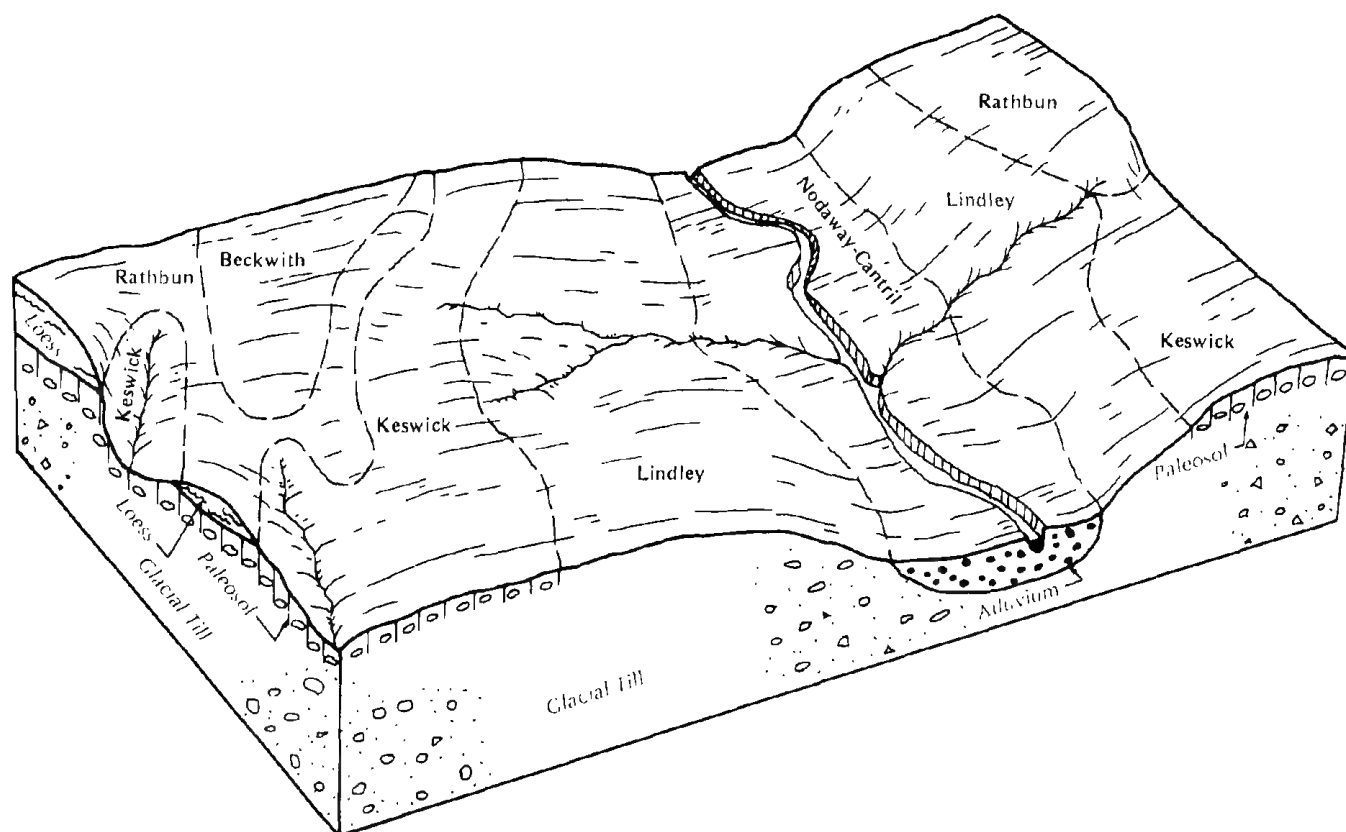 Rathbun
Nodaway-Cantril
Lindley
Beckwith
Rathbun
Loess
Keswick
Keswick
Keswick
Lindley
Loess
Paleosol
Glacial Till
Paleosol
Alluvium
Glacial Till